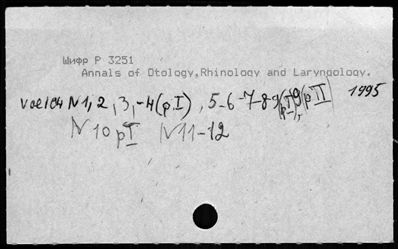 Шифр Р 3251
Annals of Otology, Rhinology and Laryngology.
vol 104 N 1, 2, 3, -4 (p. I), 5-6-7-8-9 (p I), 9 (p II) 1995
N 10 p I N 11-12